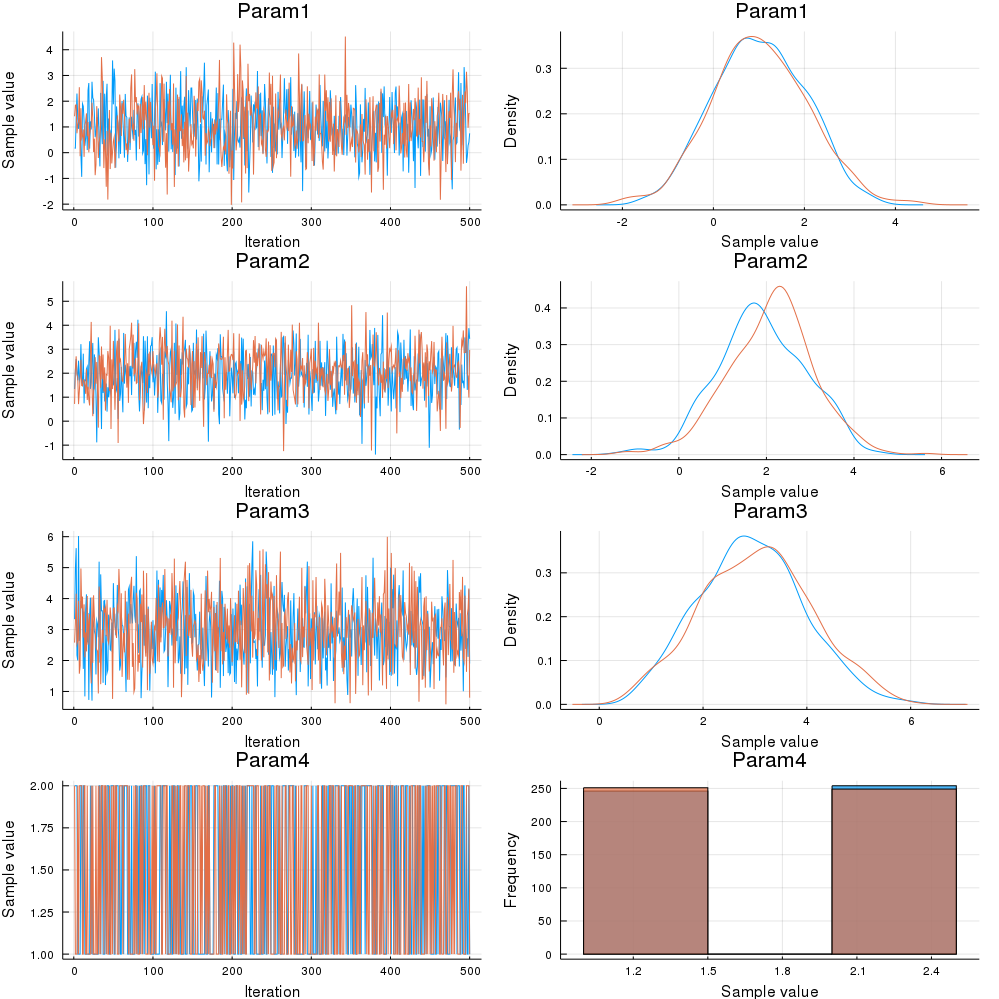 Param1
4
3
2
1
0
-1
-2
Sample value
0 100 200 300 400 500
Iteration
Param1
0.3
0.2
0.1
0.0
Density
-2 0 2 4
Sample value
Param2
5
4
3
2
1
0
-1
Sample value
0 100 200 300 400 500
Iteration
Param2
0.4
0.3
0.2
0.1
0.0
Density
-2 0 2 4 6
Sample value
Param3
6
5
4
3
2
1
Sample value
0 100 200 300 400 500
Iteration
Param3
0.3
0.2
0.1
0.0
Density
0 2 4 6
Sample value
Param4
2.00
1.75
1.50
1.25
1.00
Sample value
0 100 200 300 400 500
Iteration
Param4
250
200
150
100
50
0
Frequency
1.2 1.5 1.8 2.1 2.4
Sample value